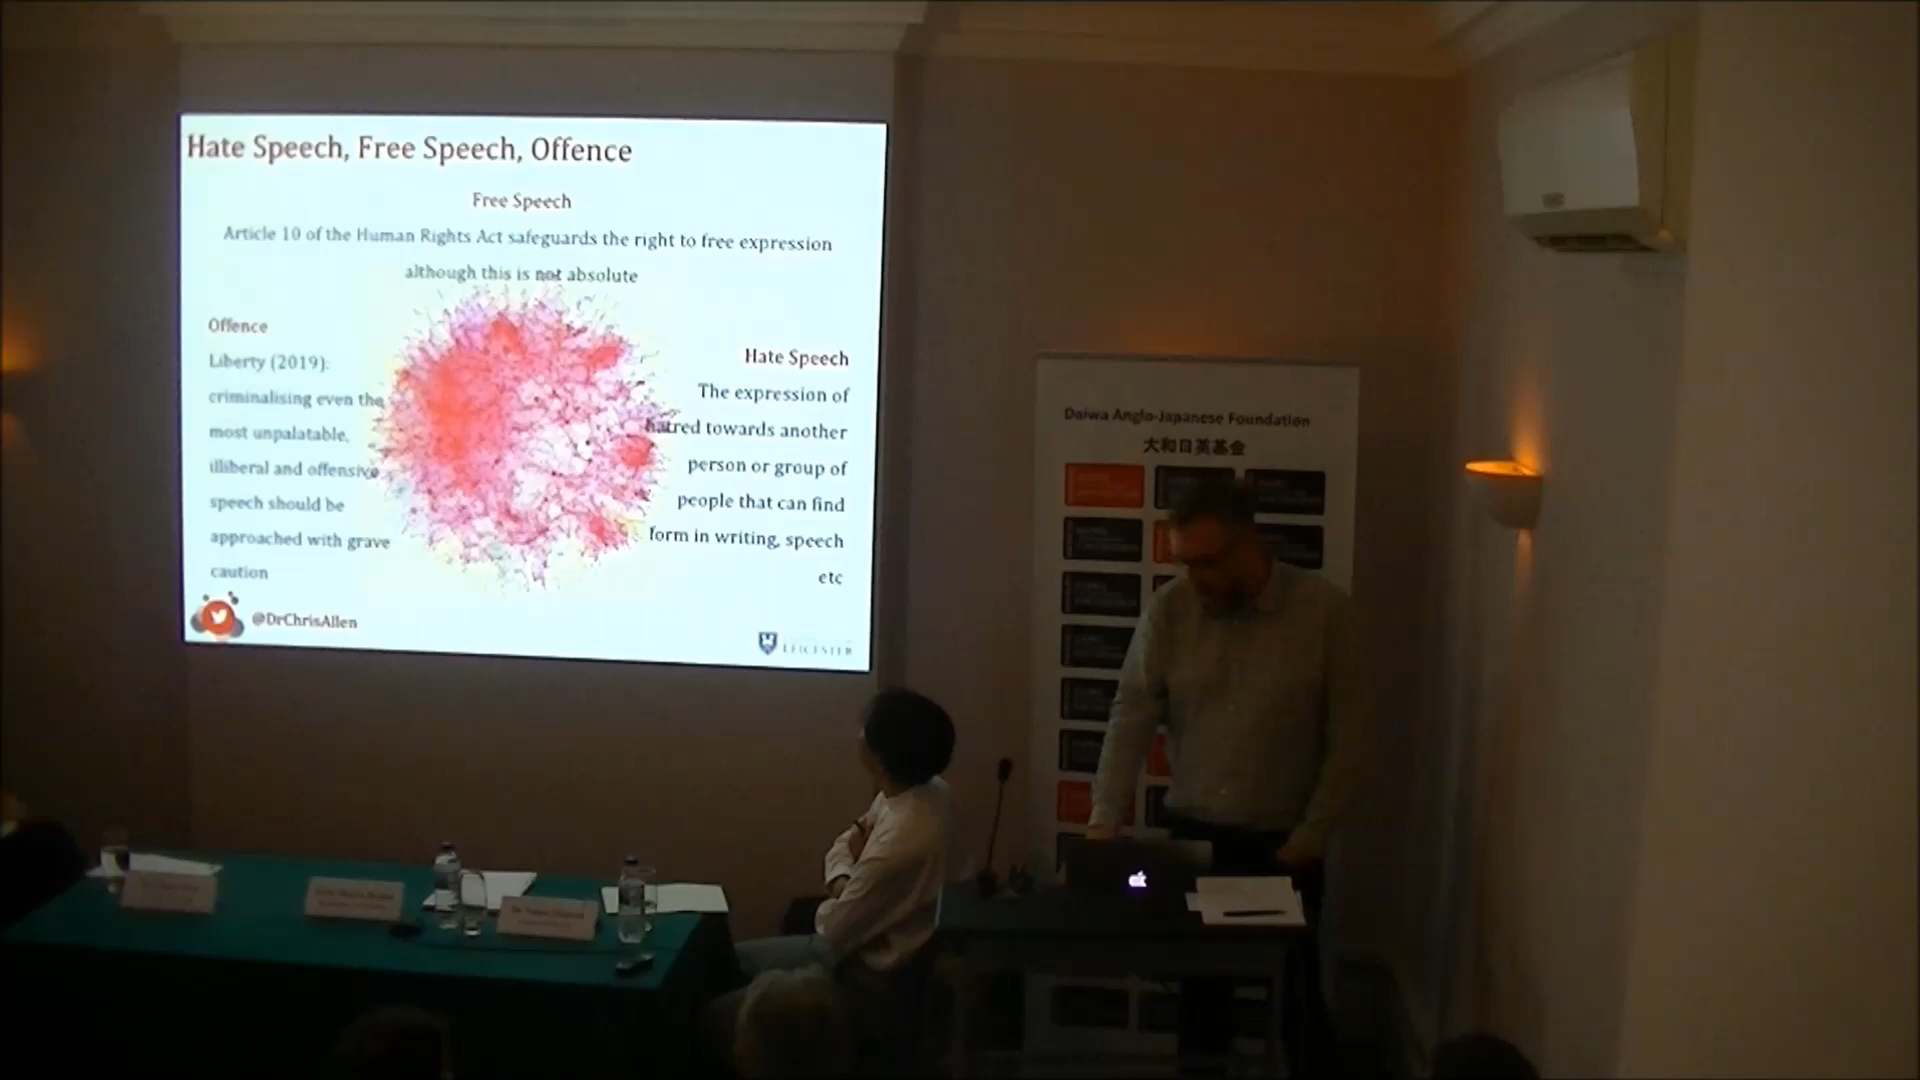 Hate Speech, Free Speech, Offence
Free Speech
Article 10 of the Human Rights Act safeguards the right to free expression
although this is not absolute
Offence
Liberty (2019):
criminalising even the
most unpalatable,
illiberal and offensive
speech should be
approached with grave
caution
Hate Speech
The expression of
hatred towards another
person or group of
people that can find
form in writing, speech
etc
@DrChrisAllen
LEICESTER
Daiwa Anglo-Japanese Foundation
大和日英基金